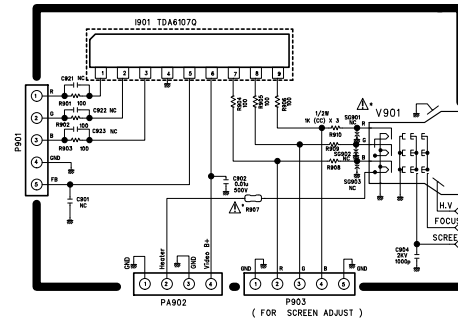 I901 TDA6107Q
1 2 3 4 5 6 7 8 9
C921 NC
R
1
R901 100
C922 NC
G
2
R902 100
C923 NC
B
3
R903 100
P901
4 GND
5 FB
C901
NC
R904
100
R905
100
R906
100
1/2W
1K (CC) X 3
R910
R909
R908
SG901
NC
SG902
NC
SG903
NC
R
G
B
V901
C902
0.01u
500V
R907
H.V
FOCUS
SCREE
C904
2KV
1000p
GND Heater GND Video B+
1 2 3 4
PA902
GND R G B GND
1 2 3 4 5
P903
( FOR SCREEN ADJUST )